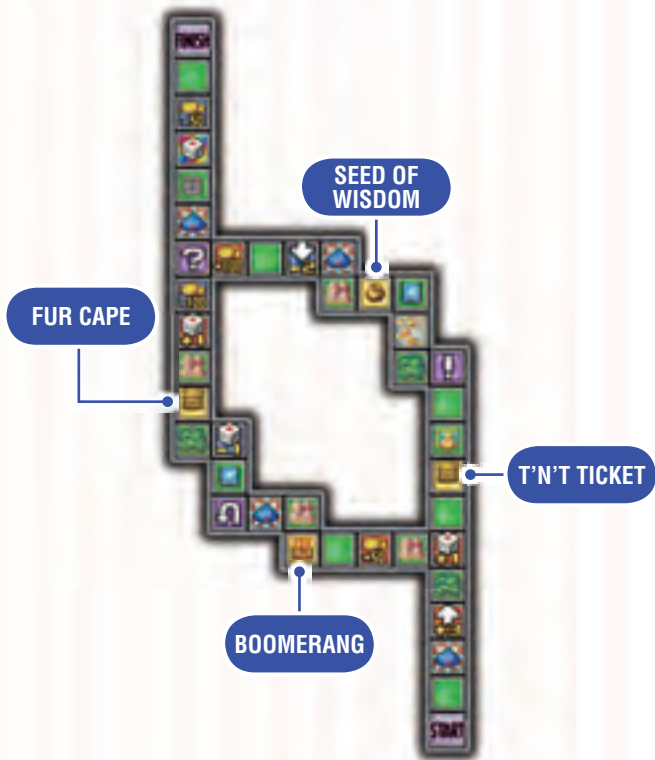 FINISH
SEED OF
WISDOM
FUR CAPE
T'N'T TICKET
BOOMERANG
START